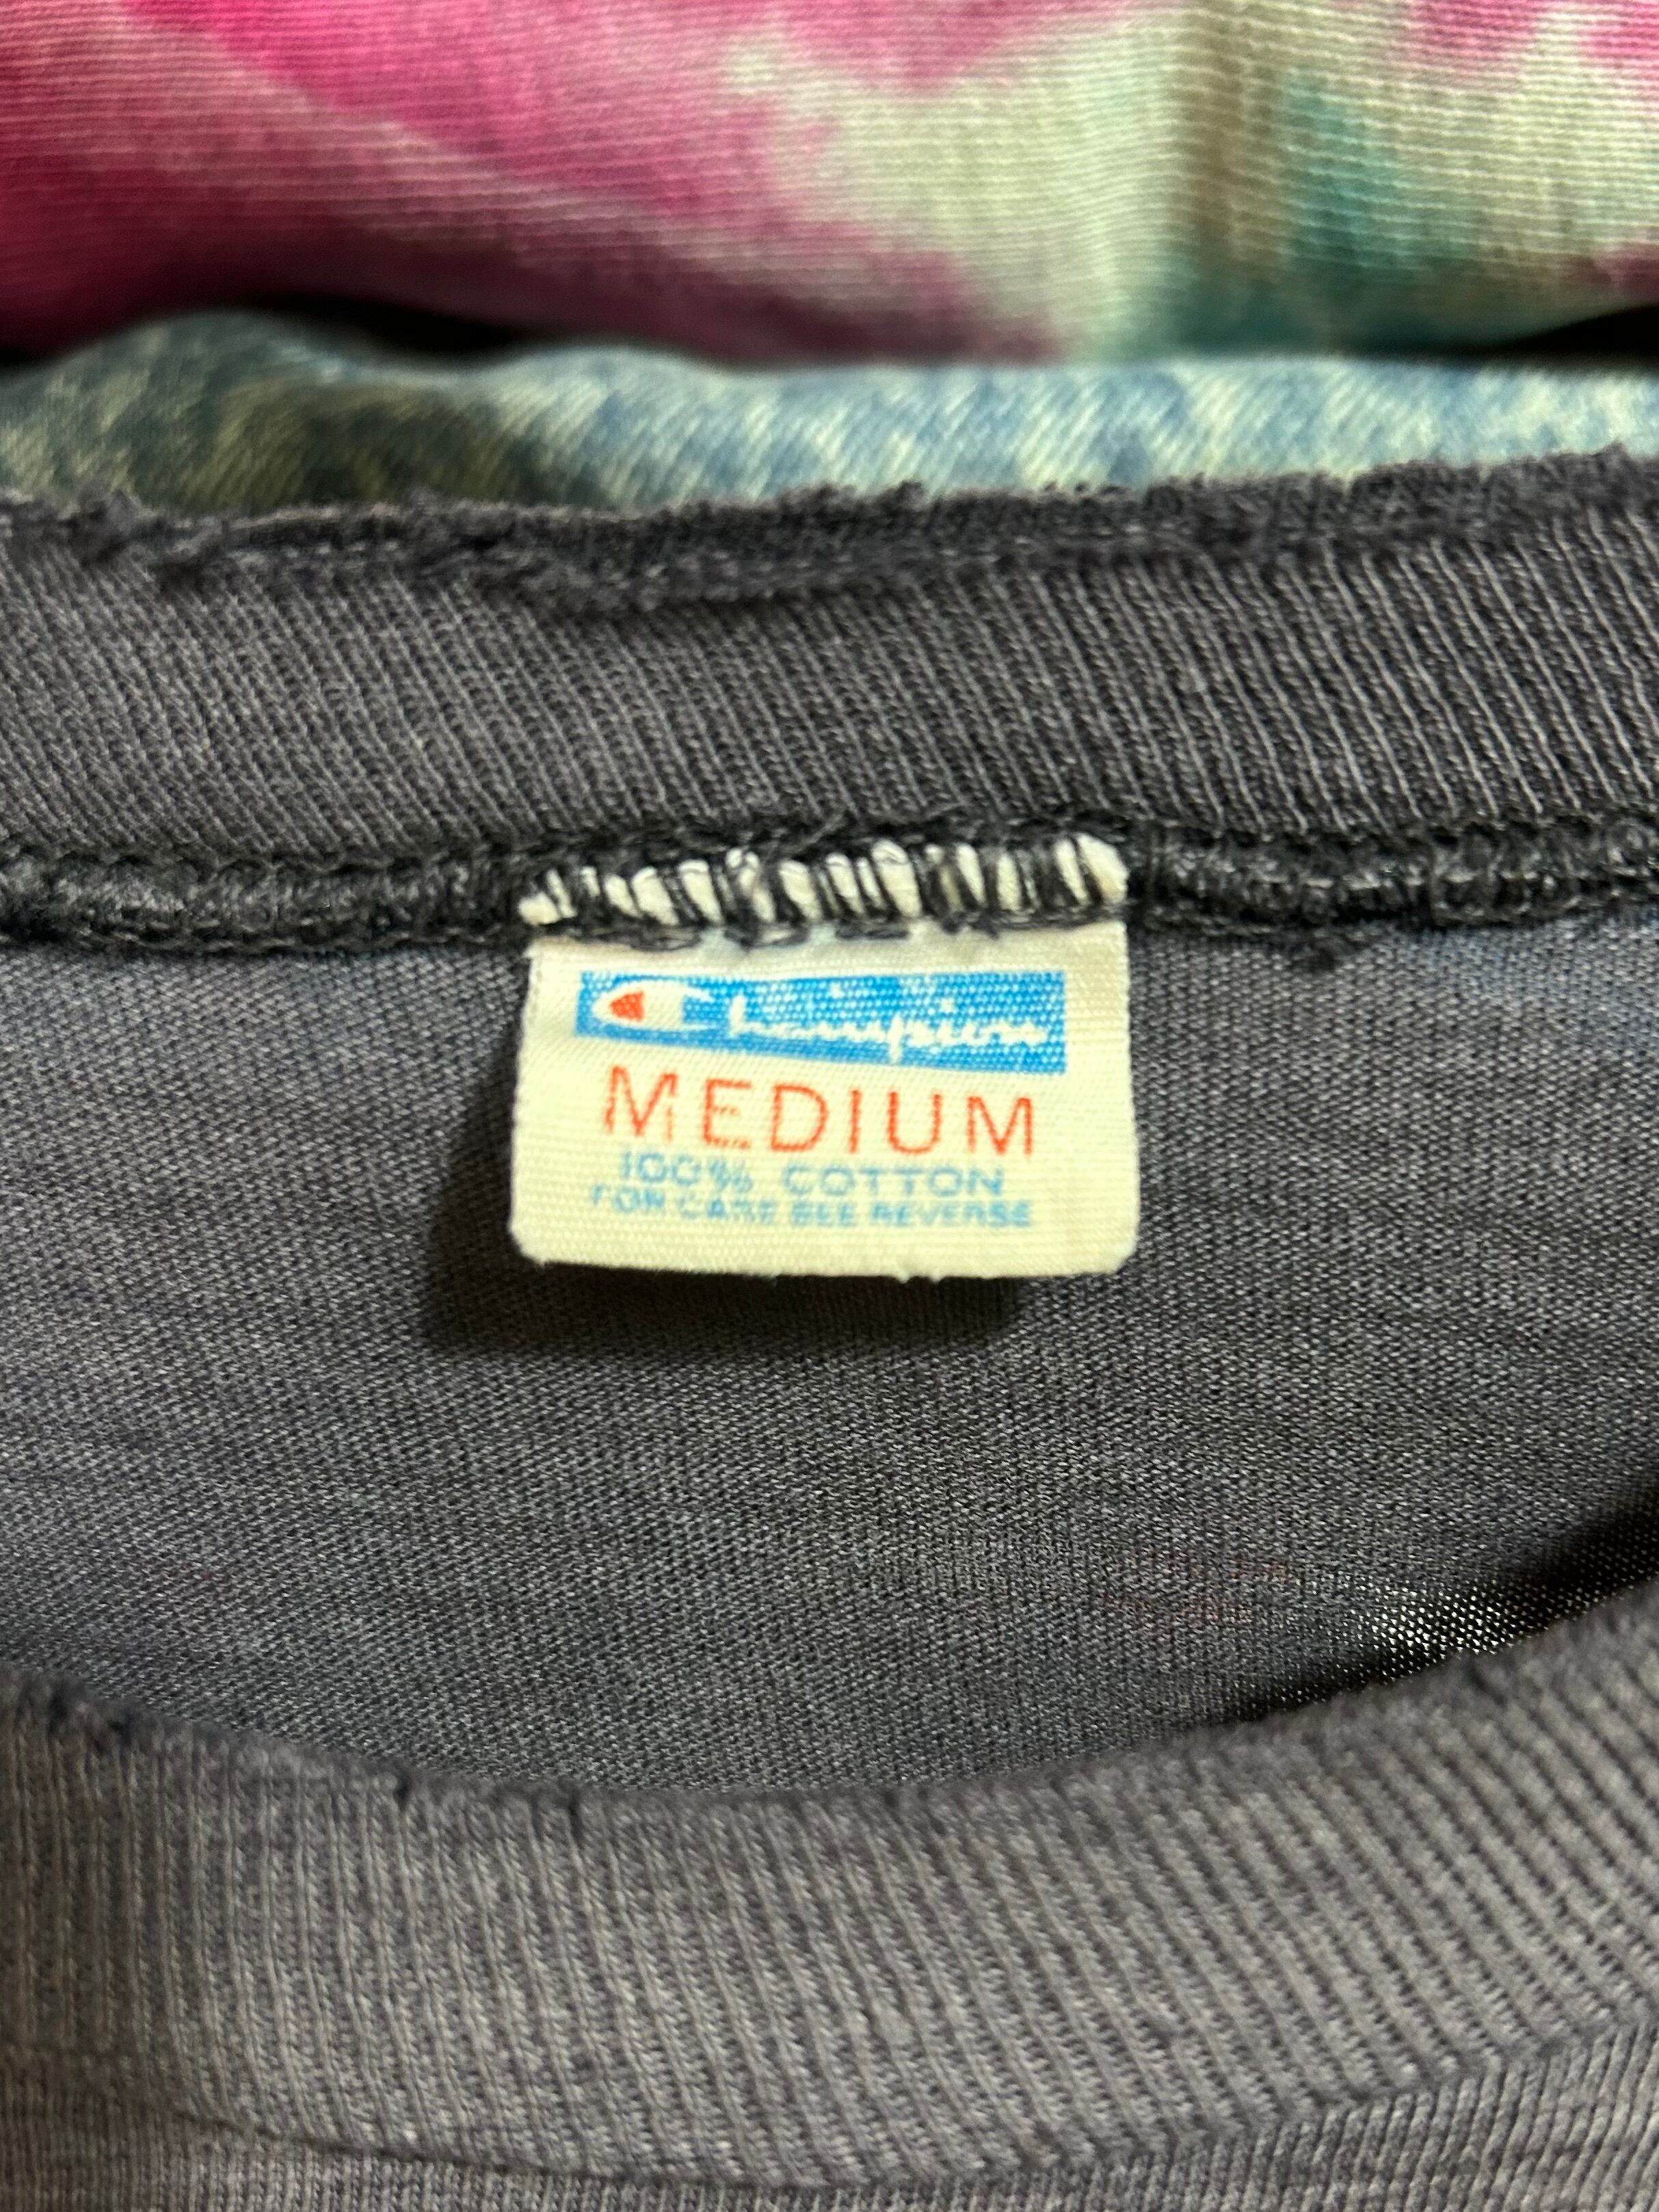 Champion
MEDIUM
100% COTTON
FOR CARE SEE REVERSE